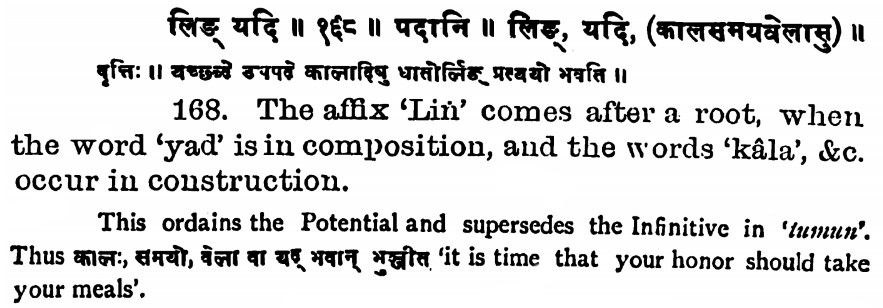 लिङ् यदि ॥ १६८ ॥ पदानि ॥ लिङ्, यदि, (कालसमयवेलासु) ॥
वृत्तिः ॥ यच्छब्दे उपपदे कालादिषु धातोर्लिङ् प्रत्ययो भवति ॥
168. The affix ‘Liṅ’ comes after a root, when
the word ‘yad’ is in composition, and the words ‘kâla’, &c.
occur in construction.
This ordains the Potential and supersedes the Infinitive in ‘tumun’.
Thus कालः, समयो, वेला वा यद् भवान् भुञ्जीत ‘it is time that your honor should take
your meals’.